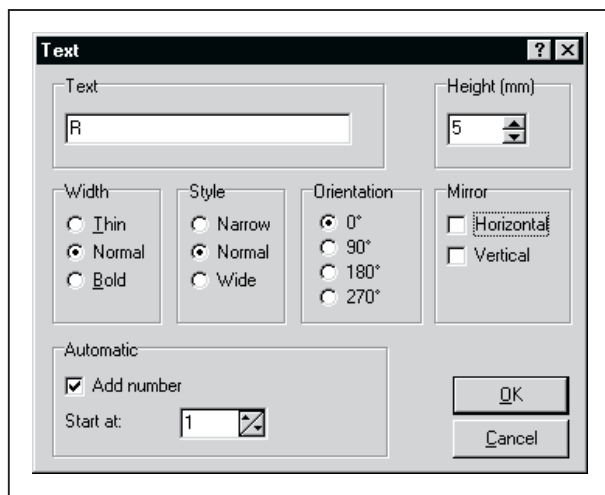 Text
Text
R
Height (mm)
5
Width
Thin
Normal
Bold
Style
Narrow
Normal
Wide
Orientation
0°
90°
180°
270°
Mirror
Horizontal
Vertical
Automatic
Add number
Start at:
1
OK
Cancel